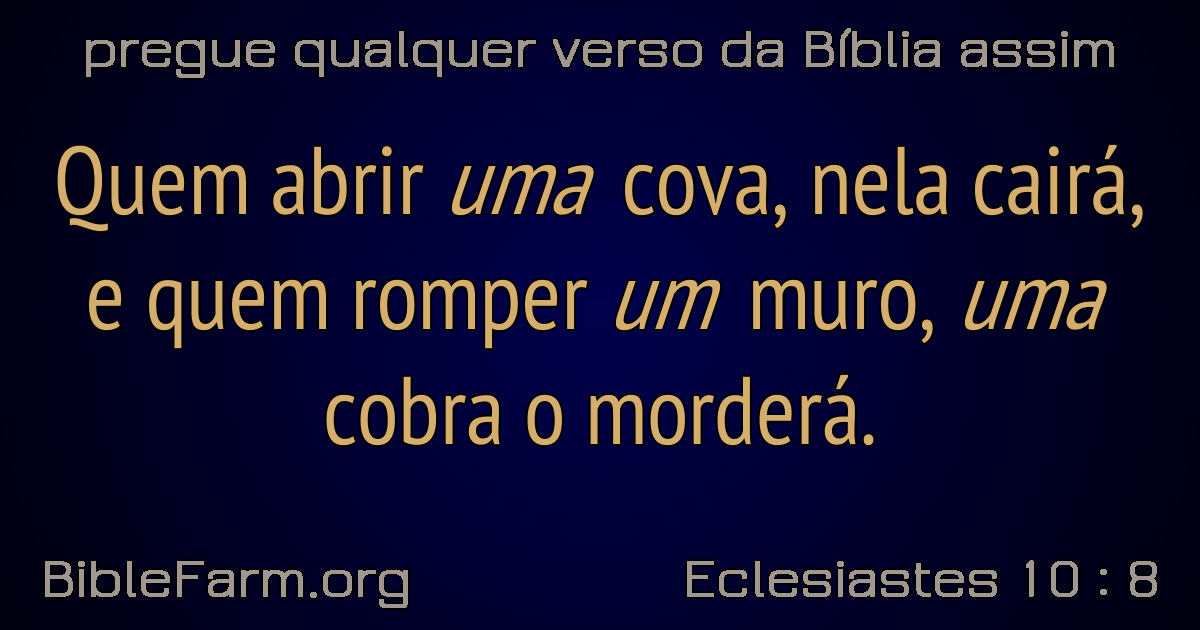 pregue qualquer verso da Bíblia assim
Quem abrir uma cova, nela cairá,
e quem romper um muro, uma
cobra o morderá.
BibleFarm.org
Eclesiastes 10 : 8